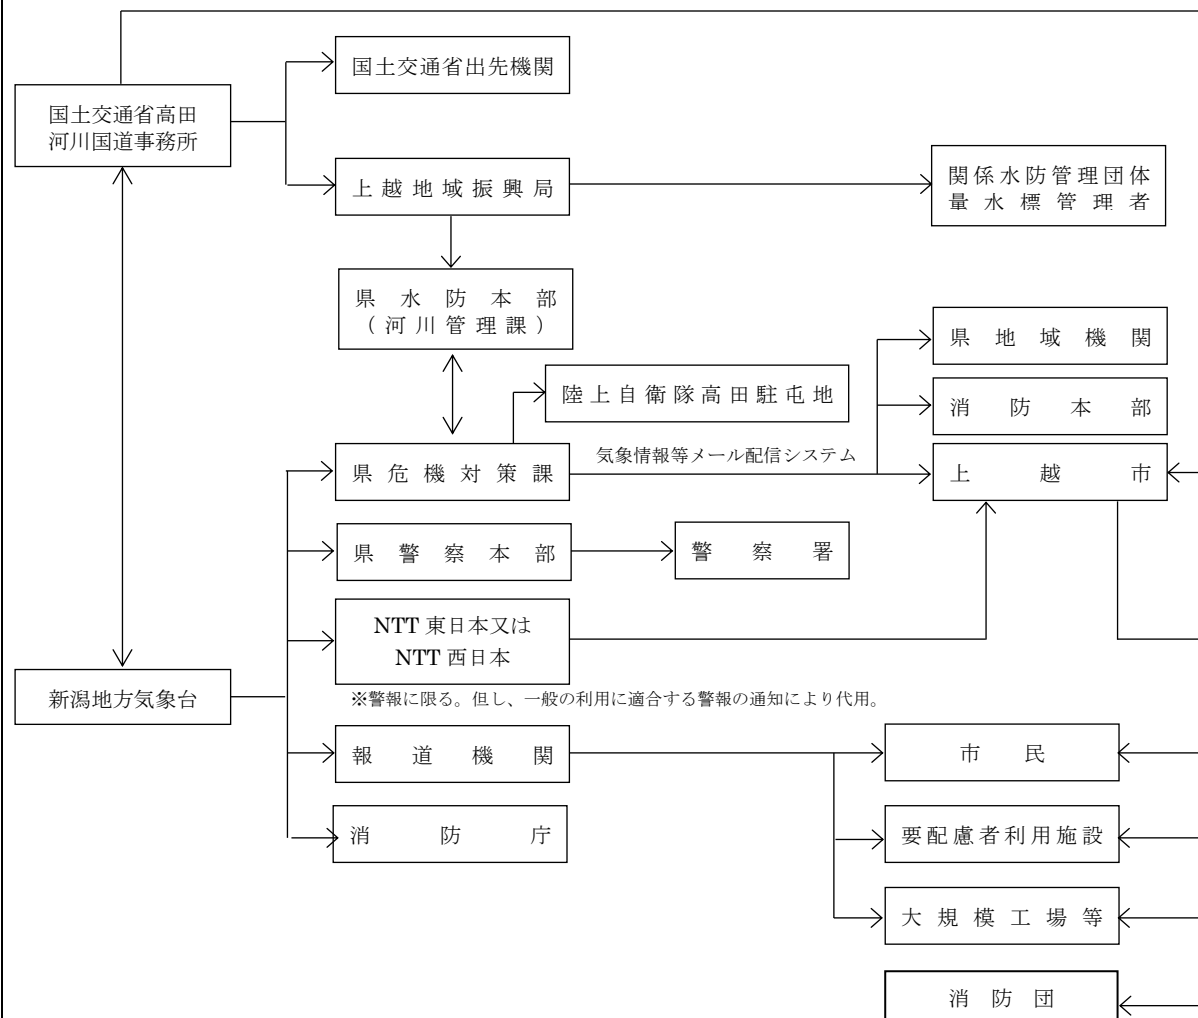 国土交通省出先機関
国土交通省高田
河川国道事務所
上越地域振興局
関係水防管理団体
量水標管理者
県水防本部
(河川管理課)
県地域機関
陸上自衛隊高田駐屯地
消防本部
気象情報等メール配信システム
県危機対策課
上越市
県警察本部
警察署
NTT 東日本又は
NTT 西日本
新潟地方気象台
※警報に限る。但し、一般の利用に適合する警報の通知により代用。
報道機関
市民
消防庁
要配慮者利用施設
大規模工場等
消防団